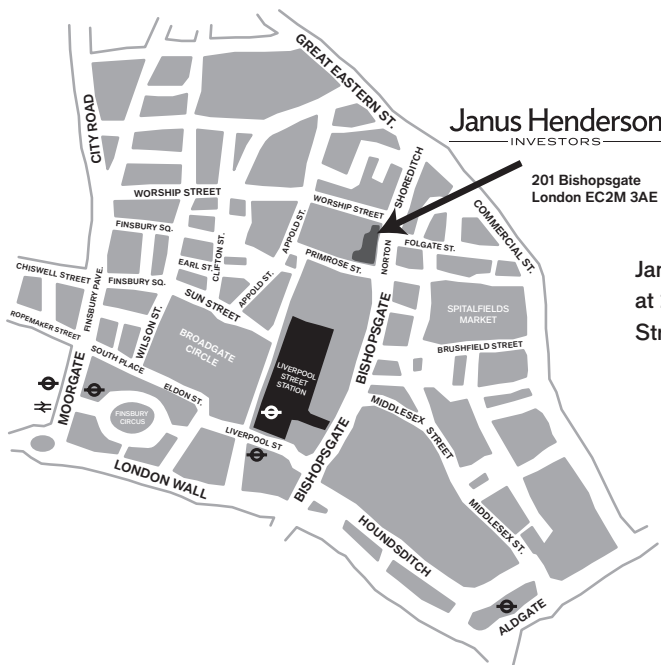 GREAT EASTERN ST.
CITY ROAD
Janus Henderson
INVESTORS
201 Bishopsgate
London EC2M 3AE
SHOREDITCH
WORSHIP STREET
WORSHIP STREET
COMMERCIAL ST.
FINSBURY SQ.
APPOLD ST.
CLIFTON ST.
NORTON
FOLGATE ST.
PRIMROSE ST.
EARL ST.
CHISWELL STREET
FINSBURY PAVE.
FINSBURY SQ.
APPOLD ST.
SUN STREET
WILSON ST.
ROPEMAKER STREET
BROADGATE
CIRCLE
SPITALFIELDS
MARKET
BISHOPSGATE
BRUSHFIELD STREET
SOUTH PLACE
LIVERPOOL
STREET
STATION
MOORGATE
ELDON ST.
FINSBURY
CIRCUS
MIDDLESEX STREET
LIVERPOOL ST
BISHOPSGATE
LONDON WALL
MIDDLESEX ST.
HOUNDSDITCH
ALDGATE